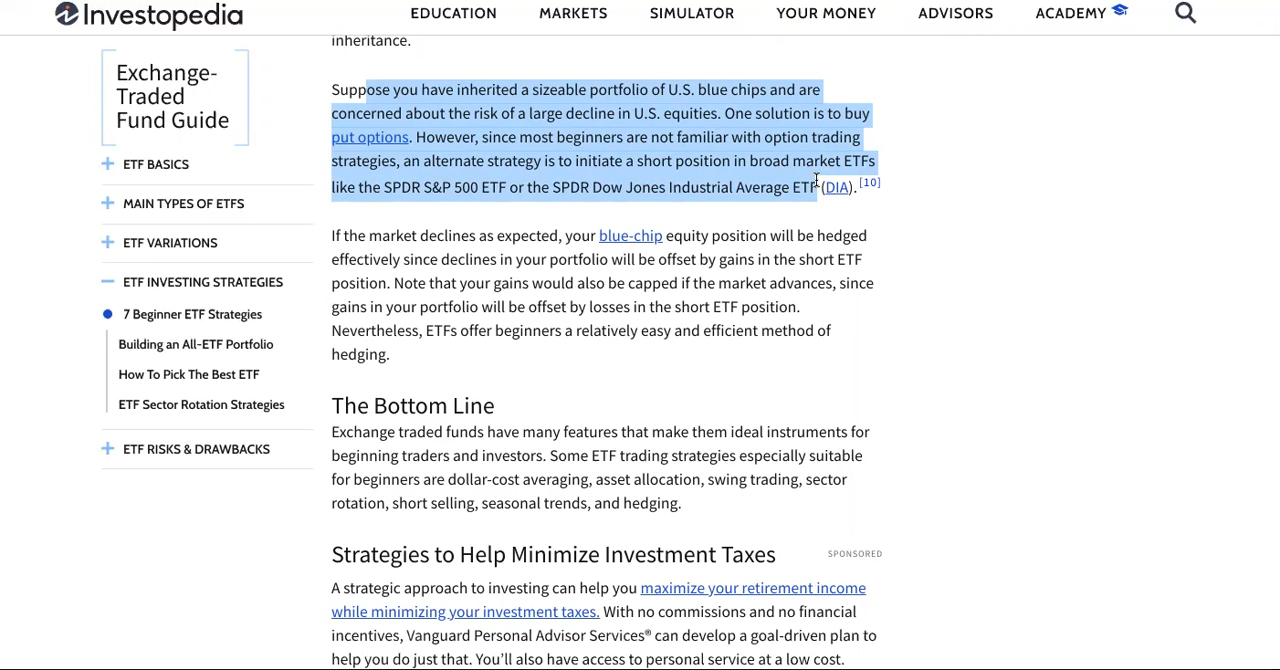 Investopedia
EDUCATION MARKETS SIMULATOR YOUR MONEY ADVISORS ACADEMY
Exchange-
Traded
Fund Guide
ETF BASICS
MAIN TYPES OF ETFS
ETF VARIATIONS
ETF INVESTING STRATEGIES
7 Beginner ETF Strategies
Building an All-ETF Portfolio
How To Pick The Best ETF
ETF Sector Rotation Strategies
ETF RISKS & DRAWBACKS
inheritance.
Suppose you have inherited a sizeable portfolio of U.S. blue chips and are
concerned about the risk of a large decline in U.S. equities. One solution is to buy
put options. However, since most beginners are not familiar with option trading
strategies, an alternate strategy is to initiate a short position in broad market ETFs
like the SPDR S&P 500 ETF or the SPDR Dow Jones Industrial Average ETF (DIA). [10]
If the market declines as expected, your blue-chip equity position will be hedged
effectively since declines in your portfolio will be offset by gains in the short ETF
position. Note that your gains would also be capped if the market advances, since
gains in your portfolio will be offset by losses in the short ETF position.
Nevertheless, ETFs offer beginners a relatively easy and efficient method of
hedging.
The Bottom Line
Exchange traded funds have many features that make them ideal instruments for
beginning traders and investors. Some ETF trading strategies especially suitable
for beginners are dollar-cost averaging, asset allocation, swing trading, sector
rotation, short selling, seasonal trends, and hedging.
Strategies to Help Minimize Investment Taxes SPONSORED
A strategic approach to investing can help you maximize your retirement income
while minimizing your investment taxes. With no commissions and no financial
incentives, Vanguard Personal Advisor Services® can develop a goal-driven plan to
help you do just that. You'll also have access to personal service at a low cost.